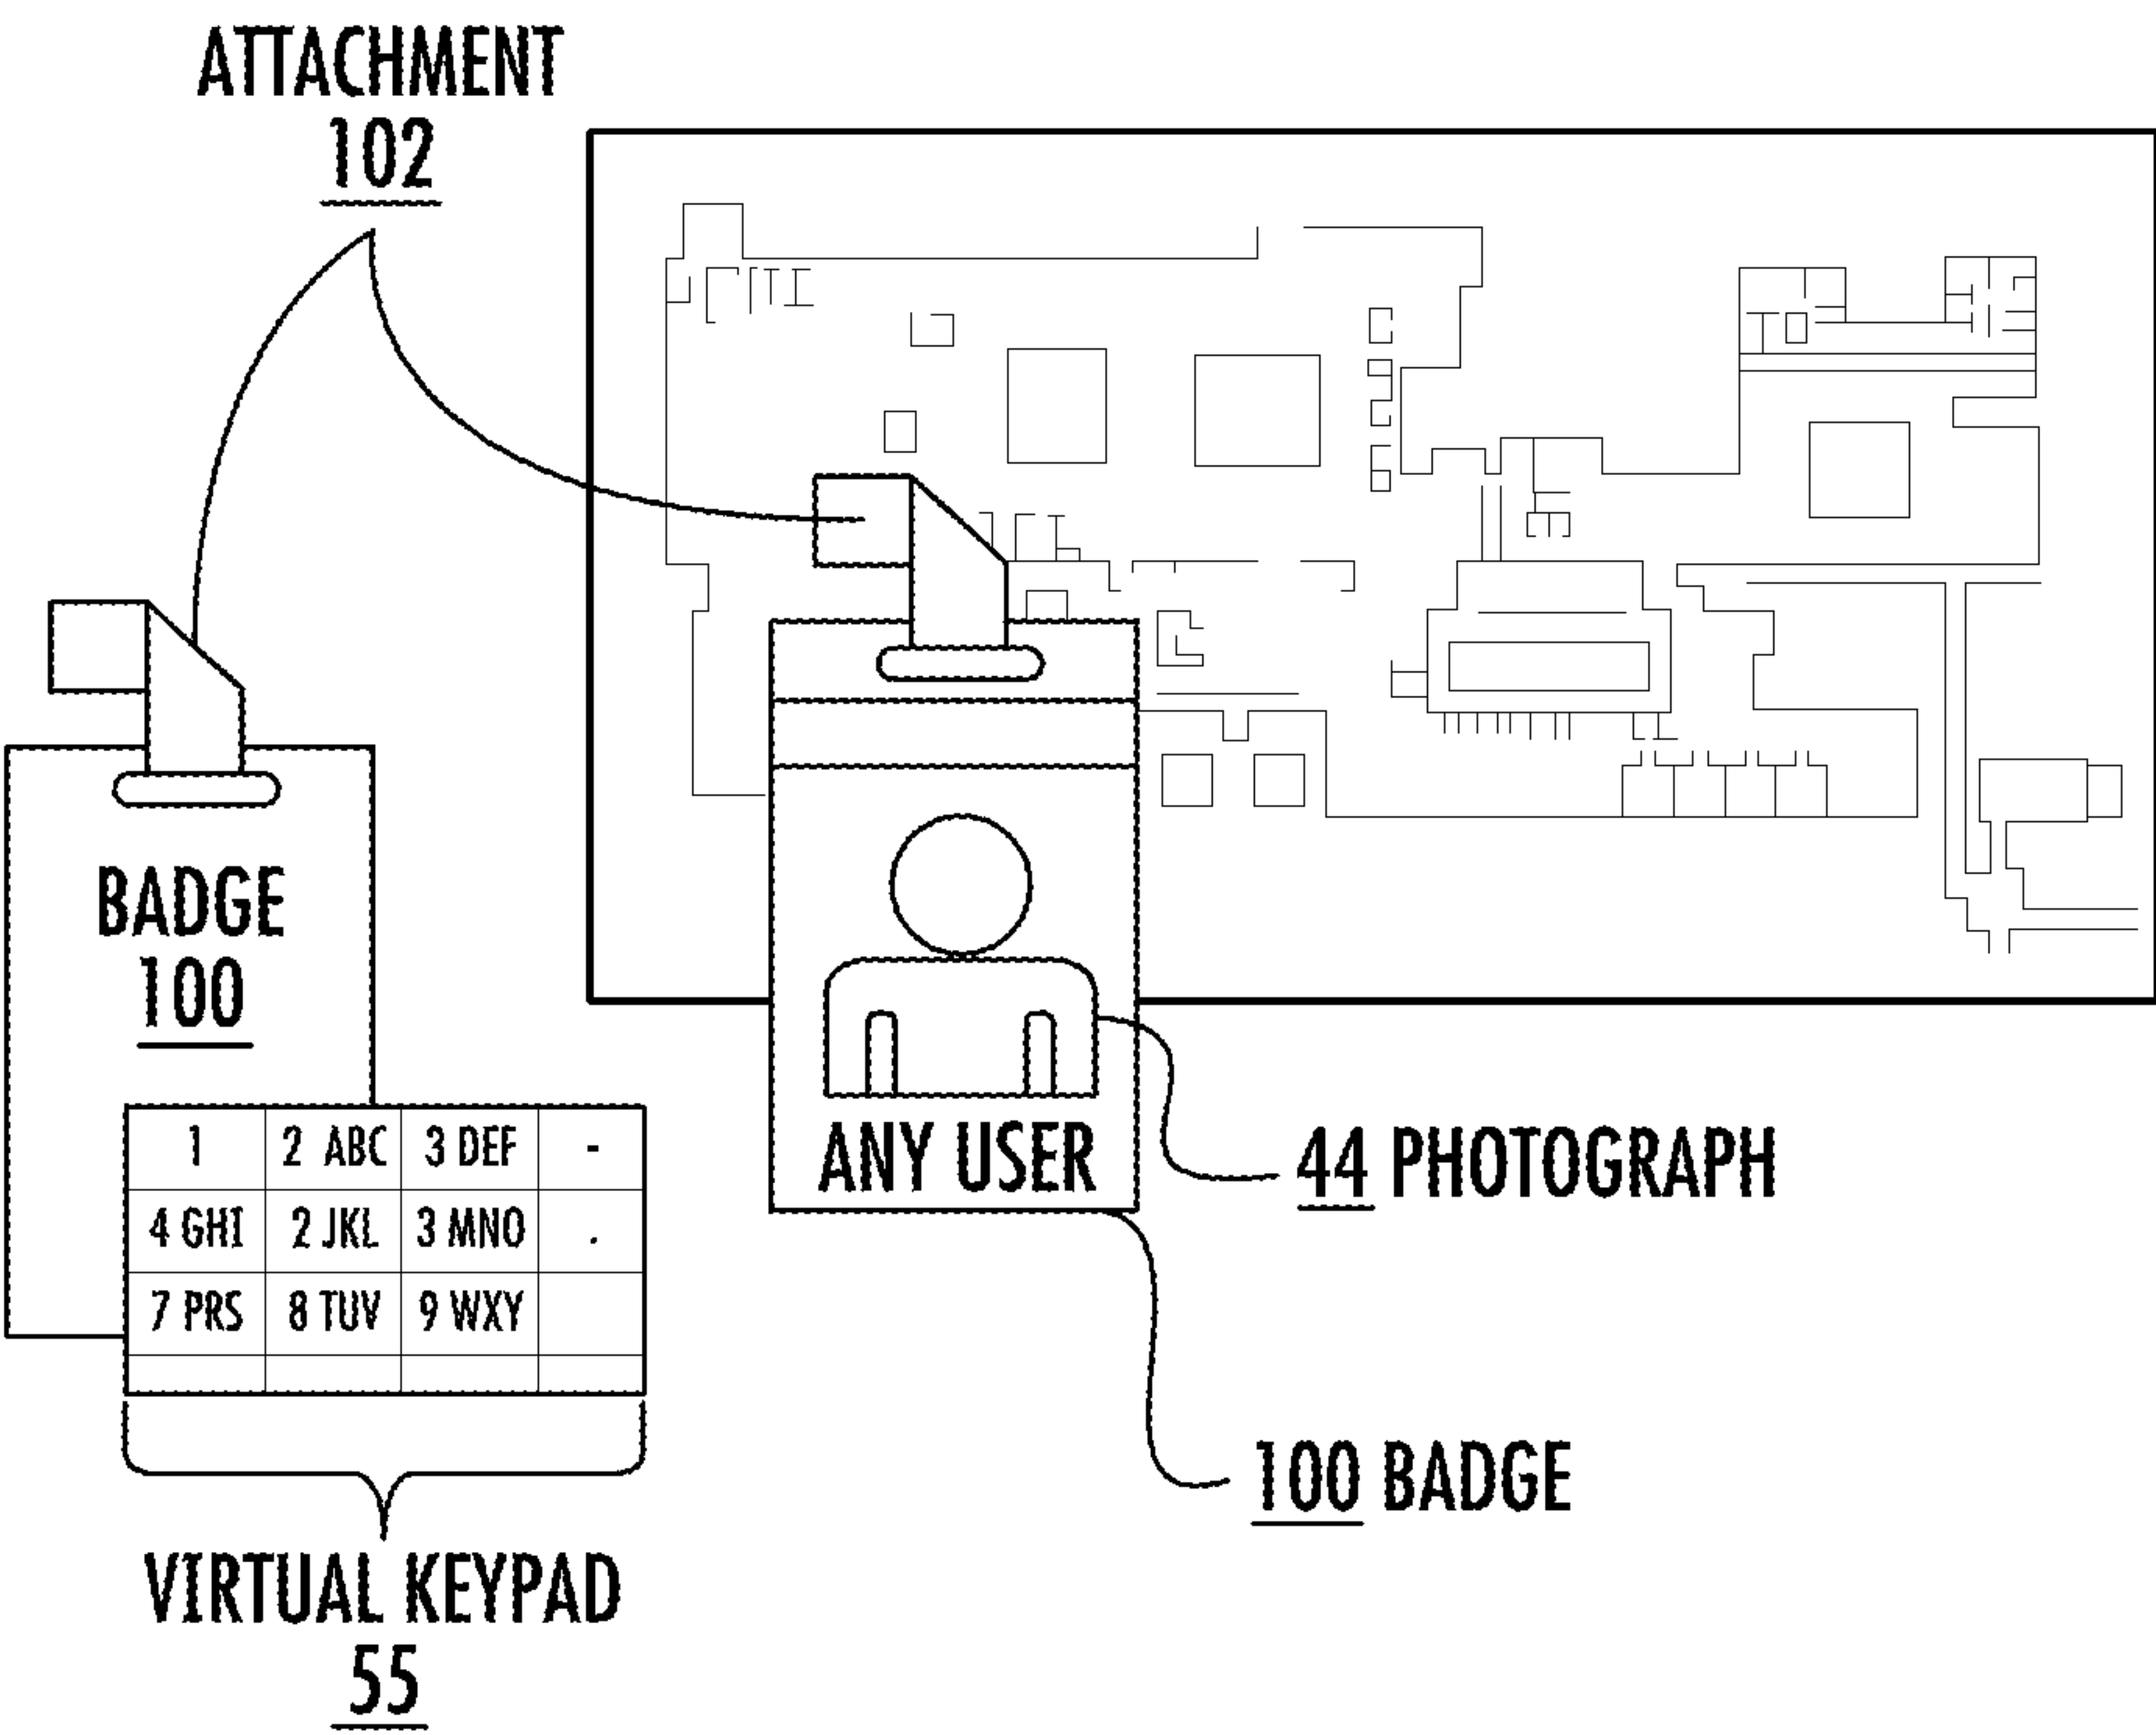 ATTACHMENT
102
BADGE
100
1 2 ABC 3 DEF -
4 GHI 2 JKL 3 MNO .
7 PRS 8 TUV 9 WXY
VIRTUAL KEYPAD
55
ANY USER
44 PHOTOGRAPH
100 BADGE